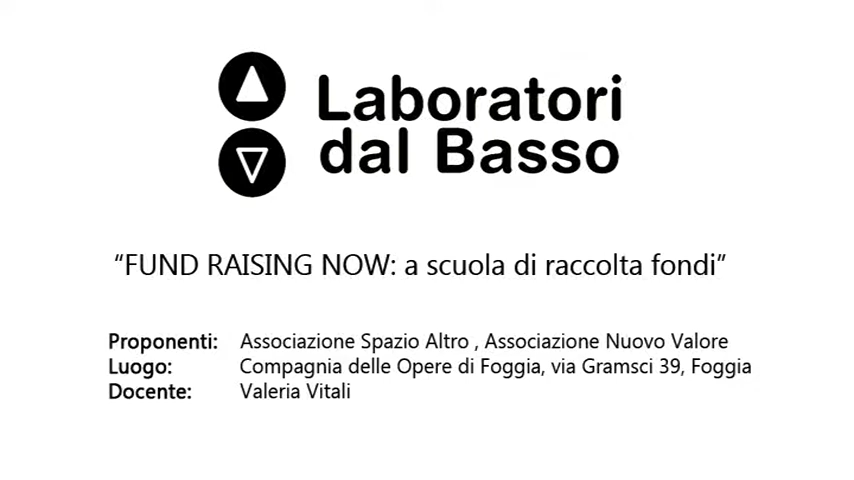 Laboratori
dal Basso
“FUND RAISING NOW: a scuola di raccolta fondi”
Proponenti: Associazione Spazio Altro , Associazione Nuovo Valore
Luogo: Compagnia delle Opere di Foggia, via Gramsci 39, Foggia
Docente: Valeria Vitali